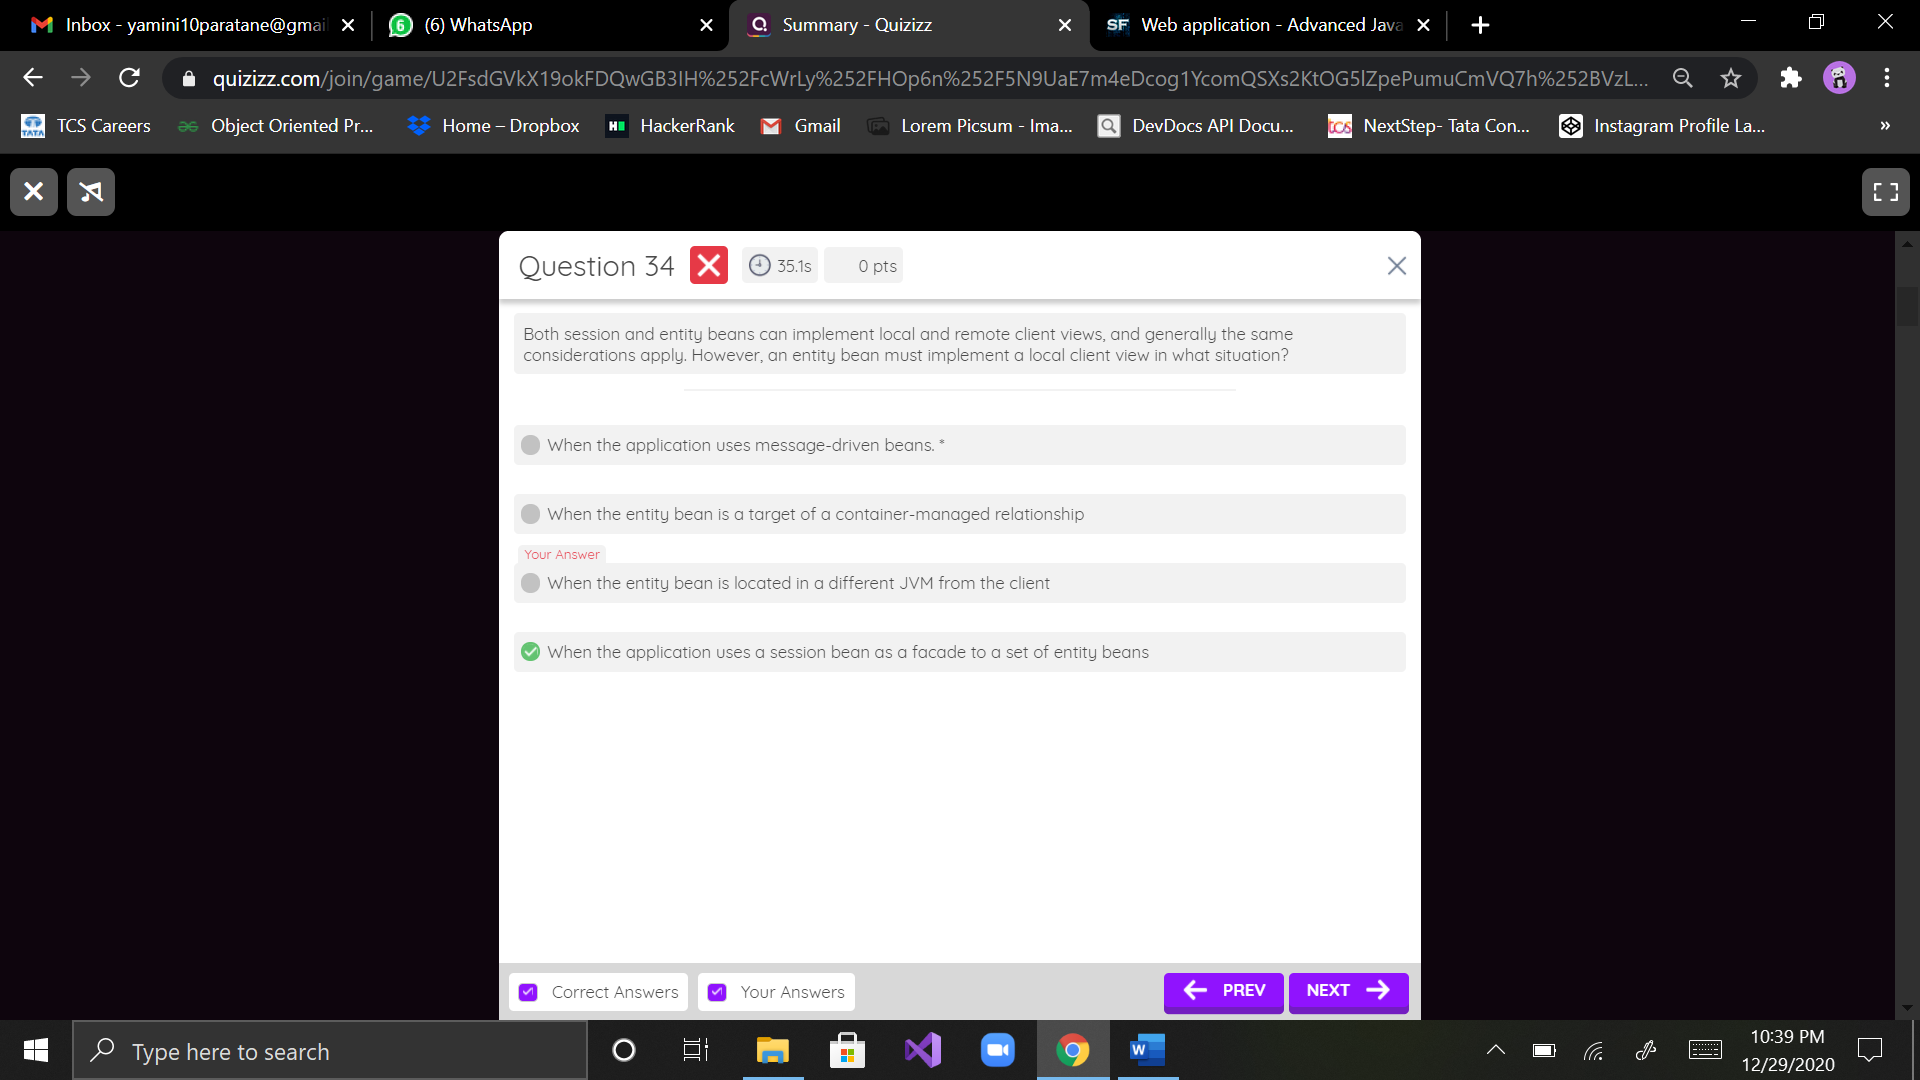 Inbox - yamini10paratane@gmai
(6) WhatsApp
Summary - Quizizz
SF Web application - Advanced Java
quizizz.com/join/game/U2FsdGVkX19okFDQwGB3IH%252FcWrLy%252FHOp6n%252F5N9UaE7m4eDcog1YcomQSXs2KtOG5lZpePumuCmVQ7h%252BVzL...
TATA TCS Careers
Object Oriented Pr...
Home – Dropbox
HackerRank
Gmail
Lorem Picsum - Ima...
DevDocs API Docu...
tcs NextStep- Tata Con...
Instagram Profile La...
»
Question 34
35.1s
0 pts
Both session and entity beans can implement local and remote client views, and generally the same
considerations apply. However, an entity bean must implement a local client view in what situation?
When the application uses message-driven beans. *
When the entity bean is a target of a container-managed relationship
Your Answer
When the entity bean is located in a different JVM from the client
When the application uses a session bean as a facade to a set of entity beans
Correct Answers
Your Answers
PREV
NEXT
Type here to search
10:39 PM
12/29/2020